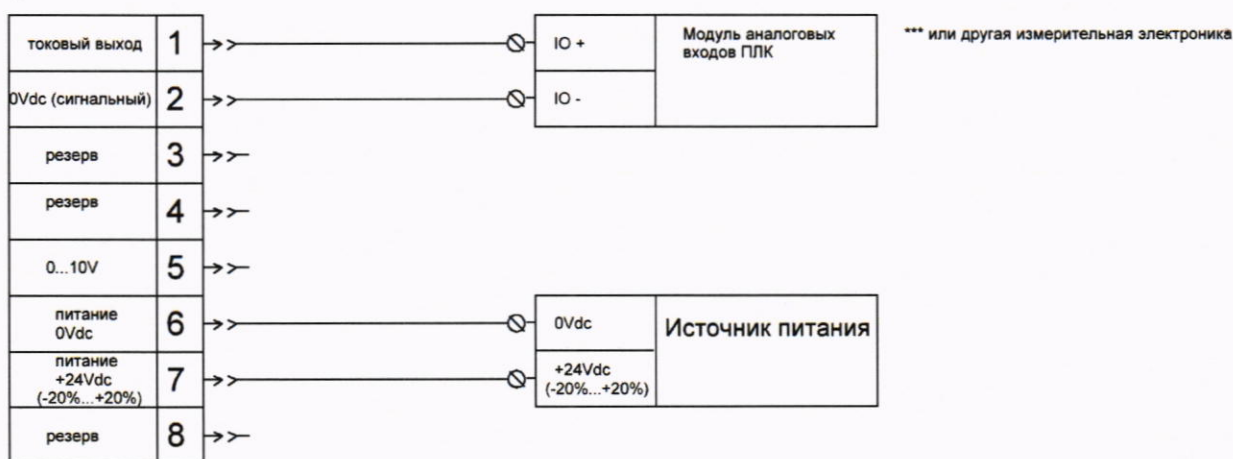 токовый выход 1
IO +
Модуль аналоговых
входов ПЛК
*** или другая измерительная электроника
0Vdc (сигнальный) 2
IO -
резерв 3
резерв 4
0...10V 5
питание
0Vdc
6
0Vdc
Источник питания
питание
+24Vdc
(-20%...+20%)
7
+24Vdc
(-20%...+20%)
резерв 8